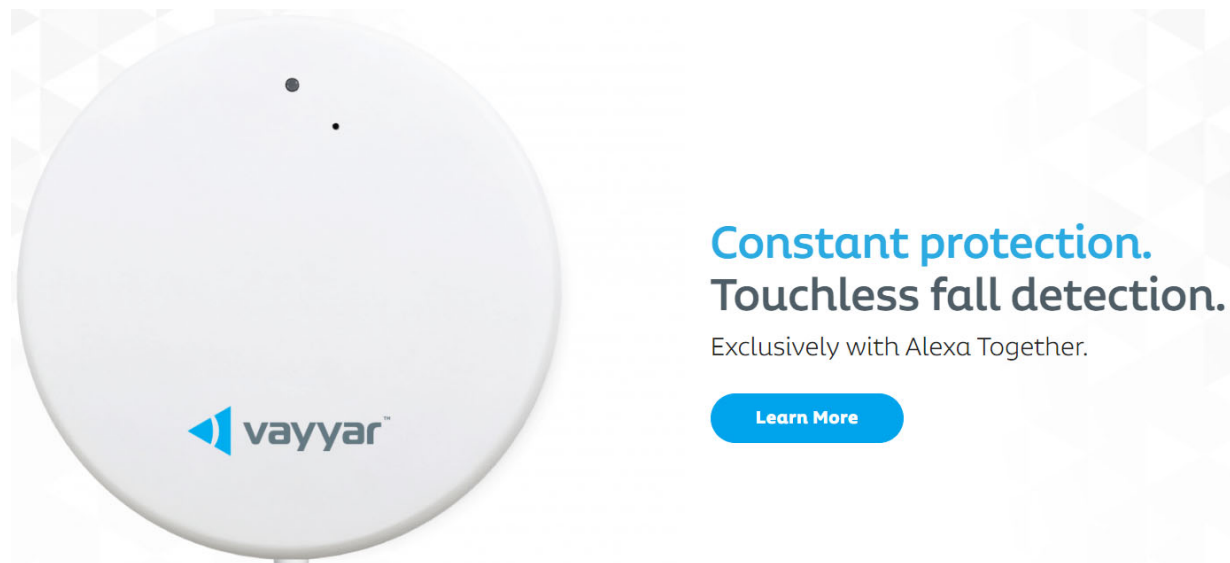 vayyar™
Constant protection.
Touchless fall detection.
Exclusively with Alexa Together.
Learn More